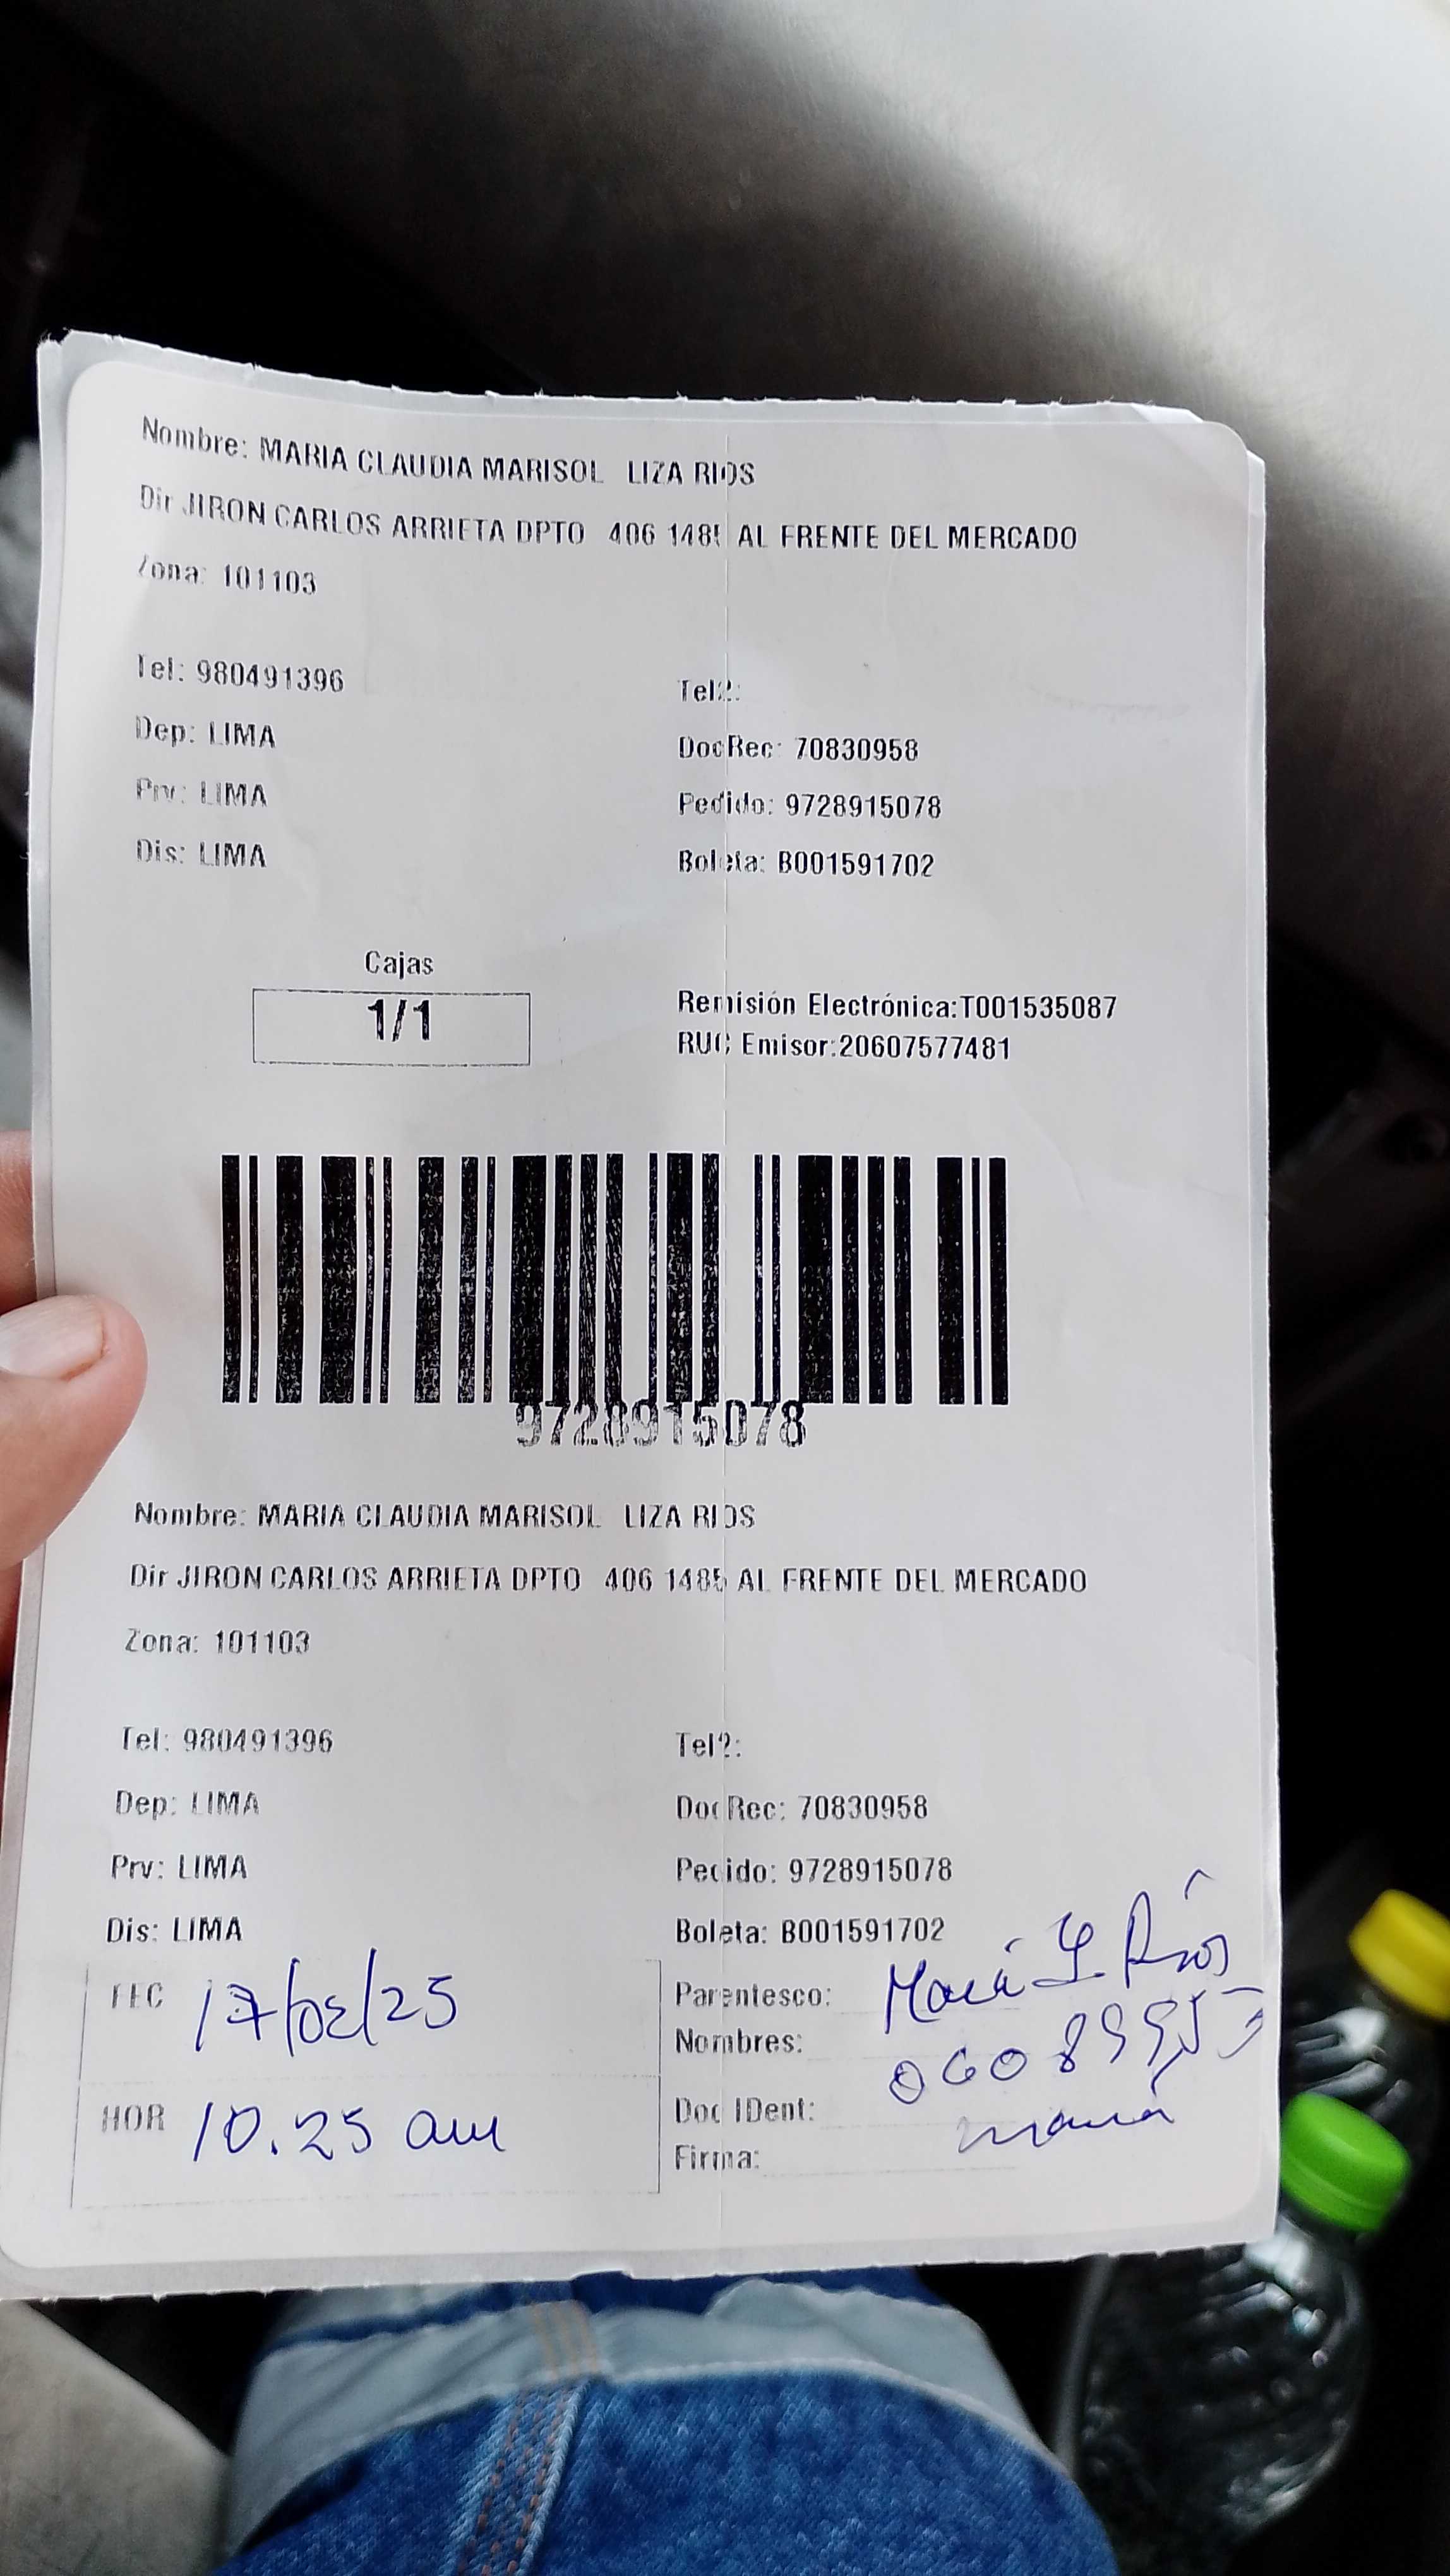 Nombre: MARIA CLAUDIA MARISOL LIZA RIOS
Dir JIRON CARLOS ARRIETA DPTO 406 1485 AL FRENTE DEL MERCADO
Zona: 101103
Tel: 980491396
Tel2:
Dep: LIMA
DocRec: 70830958
Prv: LIMA
Pedido: 9728915078
Dis: LIMA
Boleta: B001591702
Cajas
1/1
Remisión Electrónica:T001535087
RUC Emisor:20607577481
9728915078
Nombre: MARIA CLAUDIA MARISOL LIZA RIOS
Dir JIRON CARLOS ARRIETA DPTO 406 1485 AL FRENTE DEL MERCADO
Zona: 101103
Tel: 980491396
Tel2:
Dep: LIMA
DocRec: 70830958
Prv: LIMA
Pedido: 9728915078
Dis: LIMA
Boleta: B001591702
FEC 17/02/25
HOR 10.25 am
Parentesco:
Nombres: Ríos
Doc IDent:
Firma: mamá